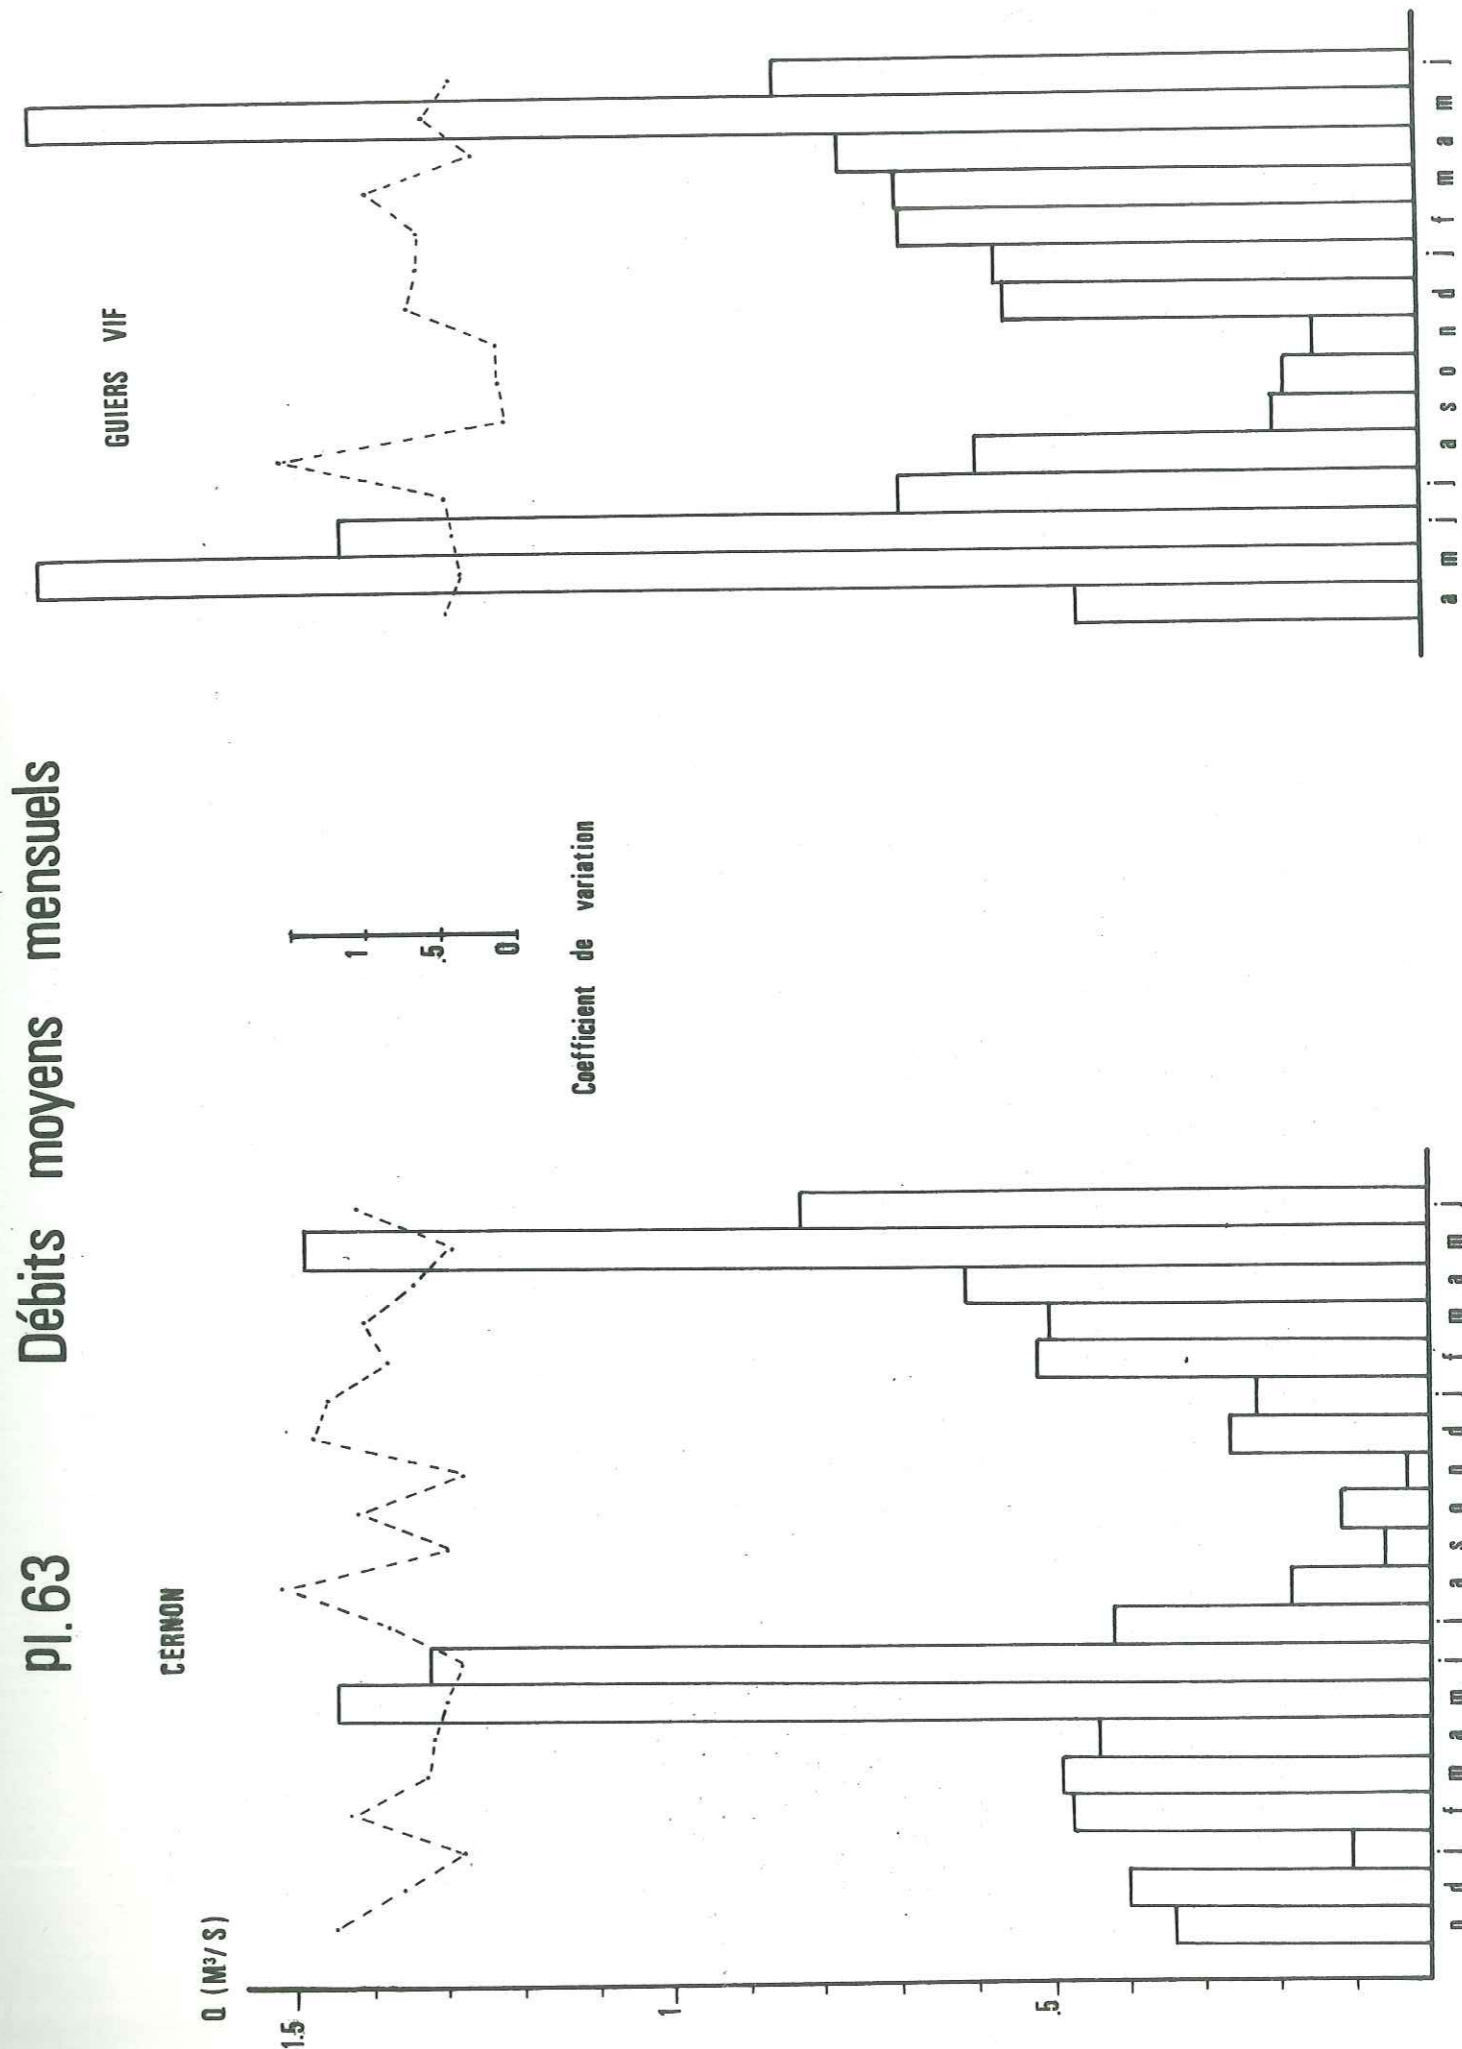 pl. 63 Débits moyens mensuels
CERNON
GUIERS VIF
Q (M³/S)
1.5
1
.5
1
.5
0
Coefficient de variation
n d j f m a m j j a s o n d j f m a m j
a m j j a s o n d j f m a m j